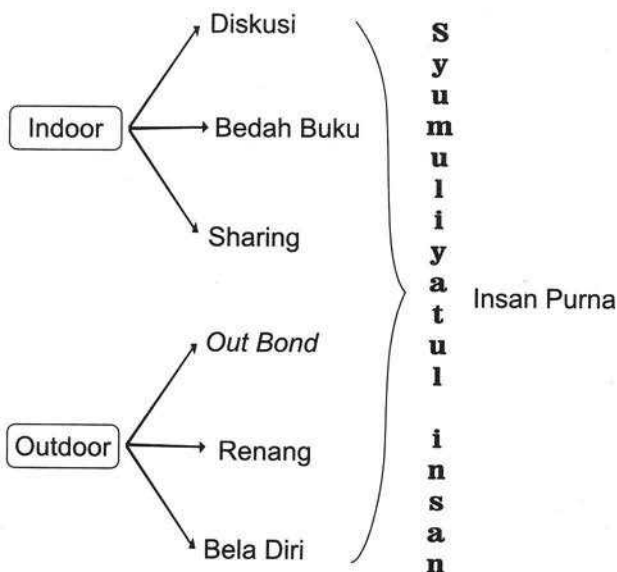 Indoor
Diskusi
Bedah Buku
Sharing
Outdoor
Out Bond
Renang
Bela Diri
Syumuliyatul insan
Insan Purna